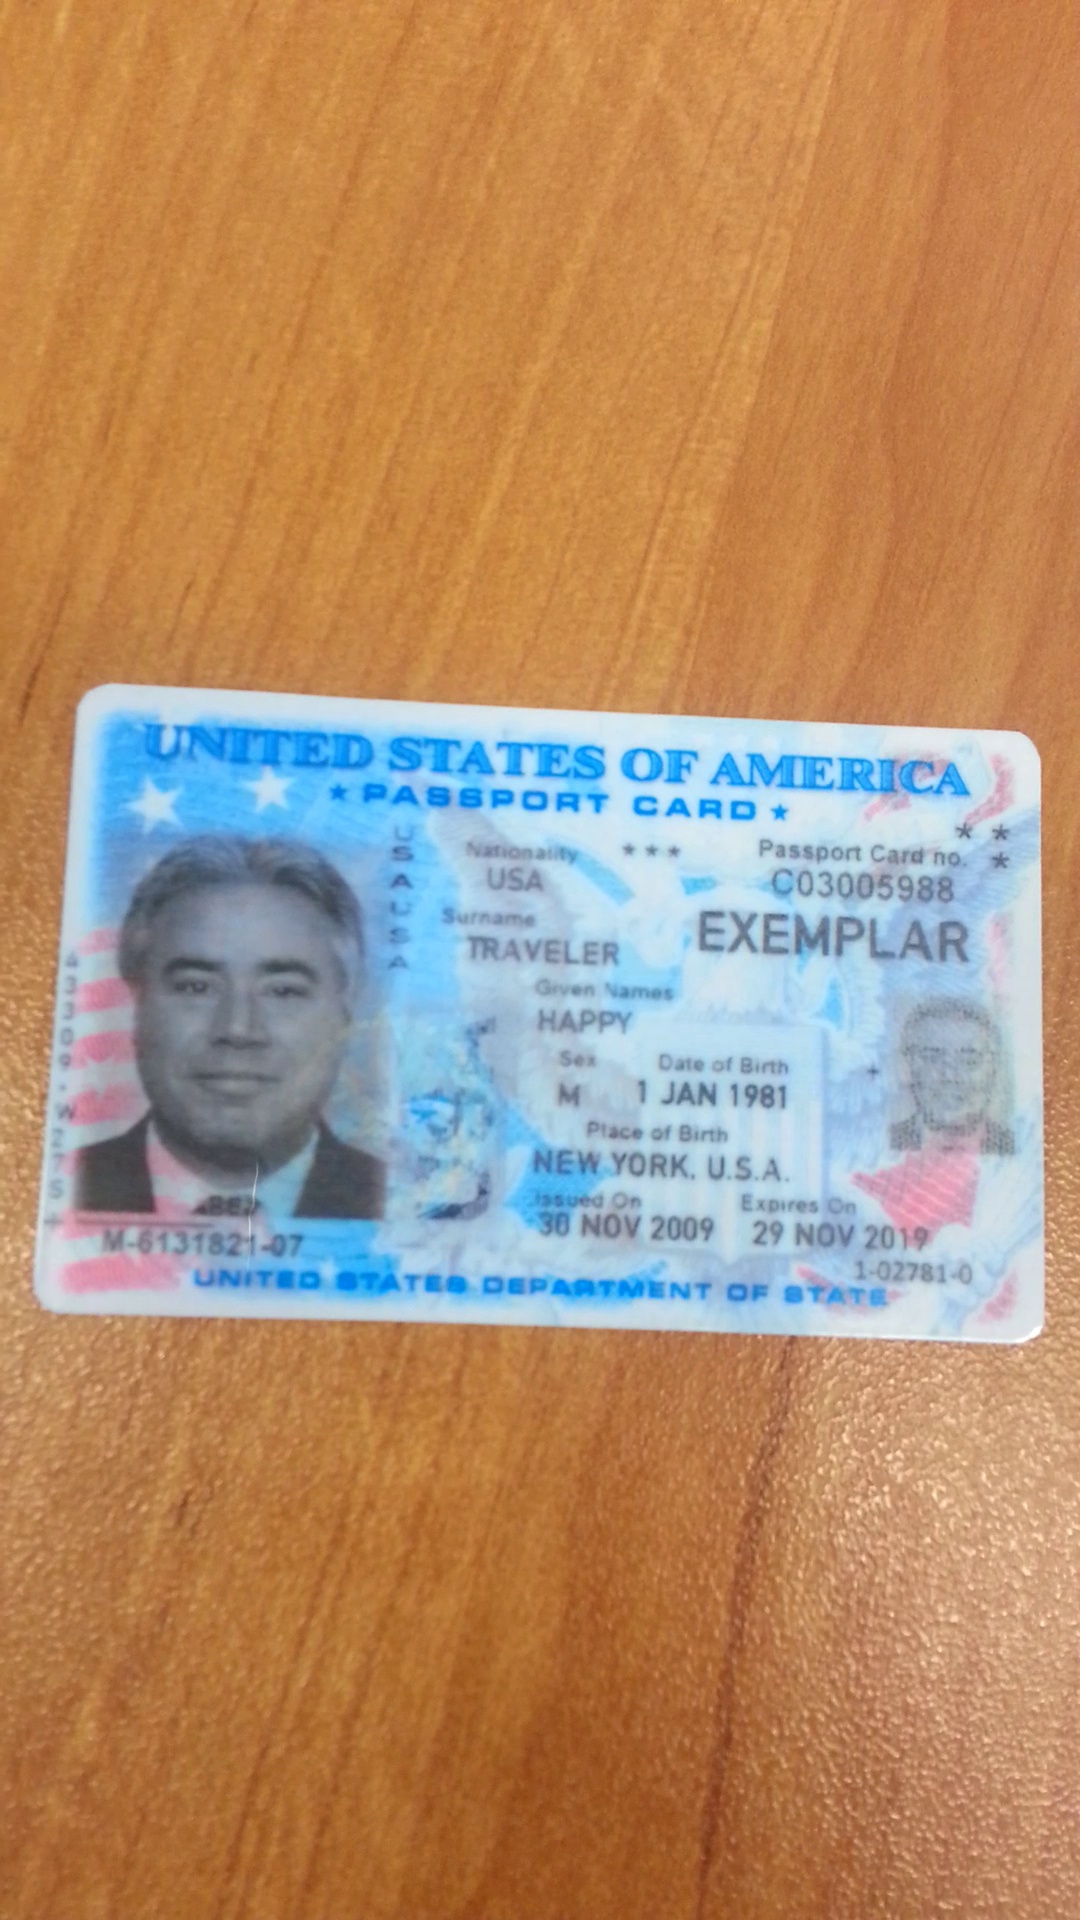 UNITED STATES OF AMERICA
★ PASSPORT CARD ★
USAUSA
Nationality * * * Passport Card no. * * *
USA C03005988
Surname EXEMPLAR
TRAVELER
Given Names
HAPPY
Sex Date of Birth
M 1 JAN 1981
Place of Birth
NEW YORK. U.S.A.
Issued On Expires On
30 NOV 2009 29 NOV 2019
M-6131821-07 1-02781-0
UNITED STATES DEPARTMENT OF STATE